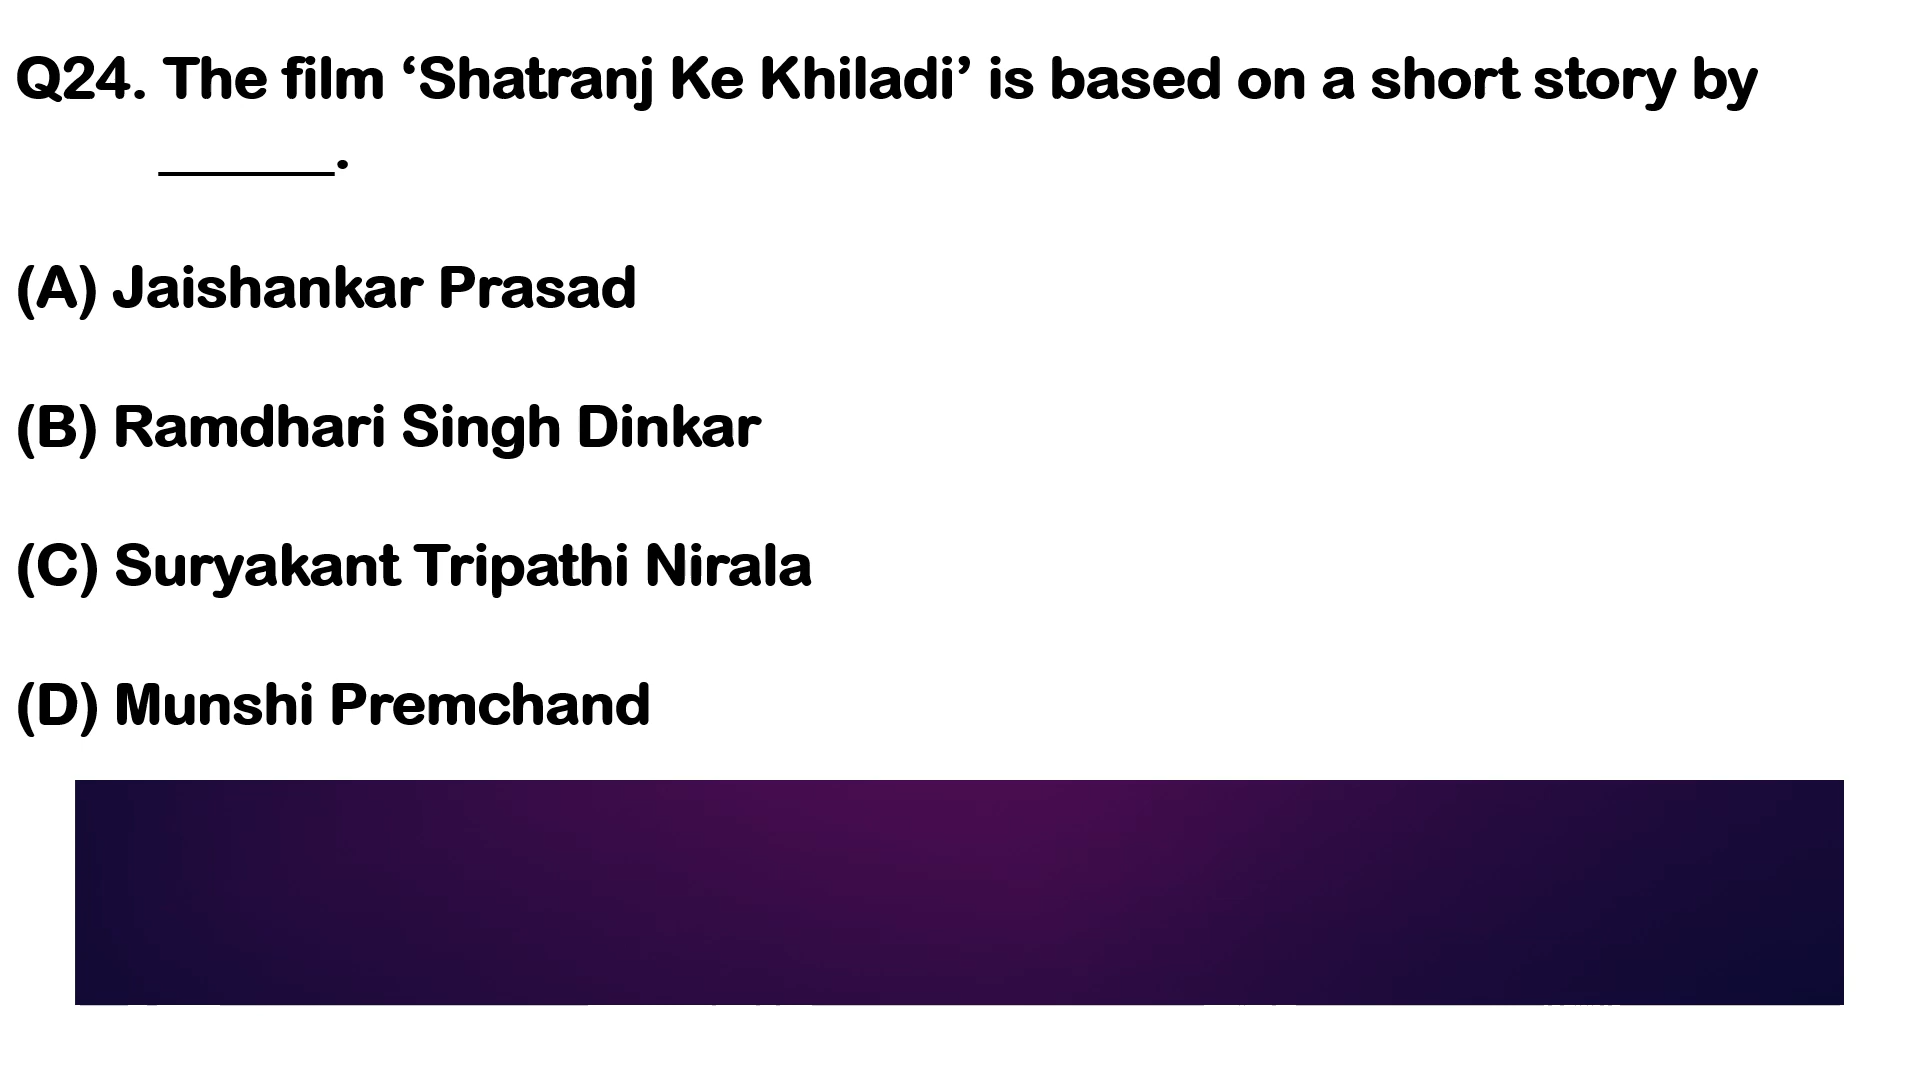 Q24. The film ‘Shatranj Ke Khiladi’ is based on a short story by
______.
(A) Jaishankar Prasad
(B) Ramdhari Singh Dinkar
(C) Suryakant Tripathi Nirala
(D) Munshi Premchand